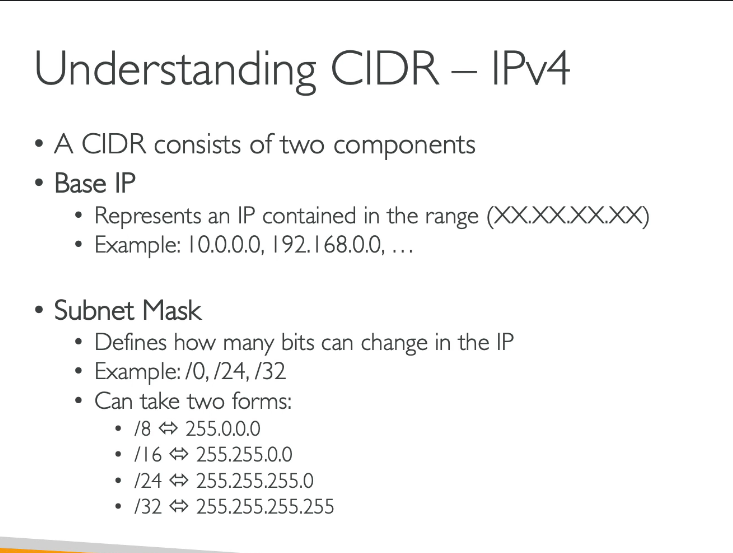 Understanding CIDR – IPv4
• A CIDR consists of two components
• Base IP
• Represents an IP contained in the range (XX.XX.XX.XX)
• Example: 10.0.0.0, 192.168.0.0, …
• Subnet Mask
• Defines how many bits can change in the IP
• Example: /0, /24, /32
• Can take two forms:
• /8 ⇔ 255.0.0.0
• /16 ⇔ 255.255.0.0
• /24 ⇔ 255.255.255.0
• /32 ⇔ 255.255.255.255